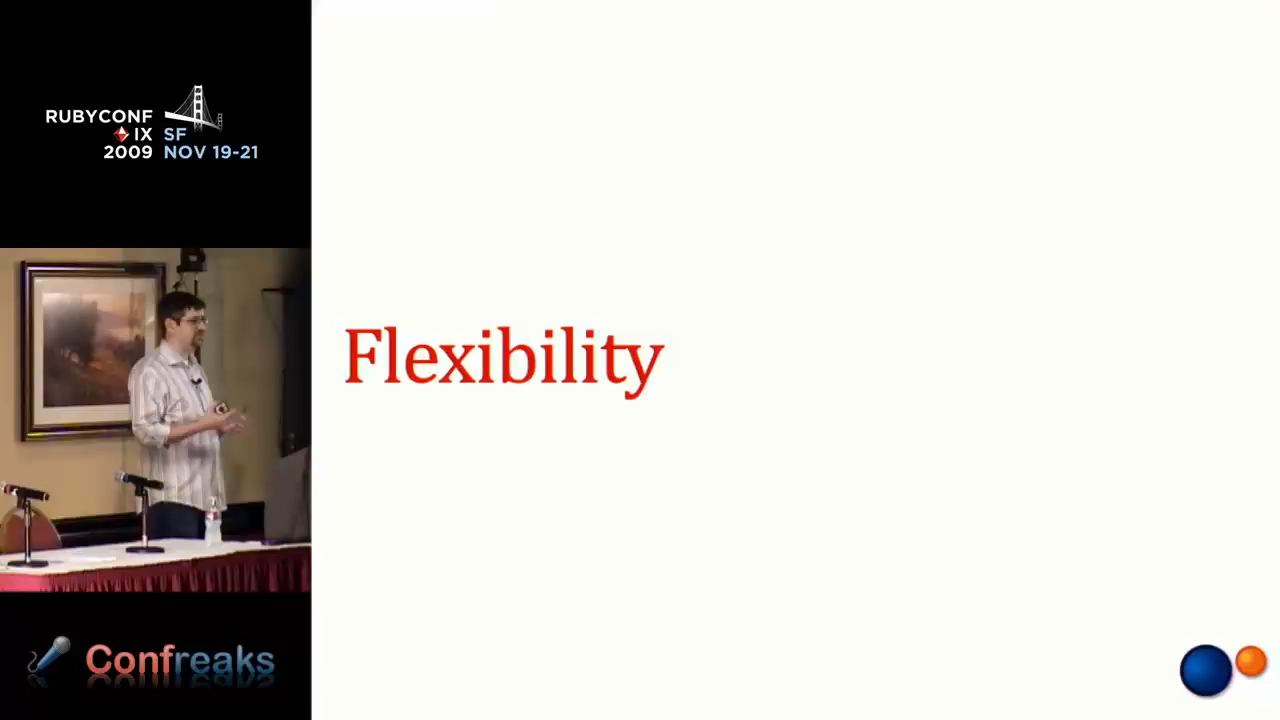 RUBYCONF
IX SF
2009 NOV 19-21
Flexibility
Confreaks